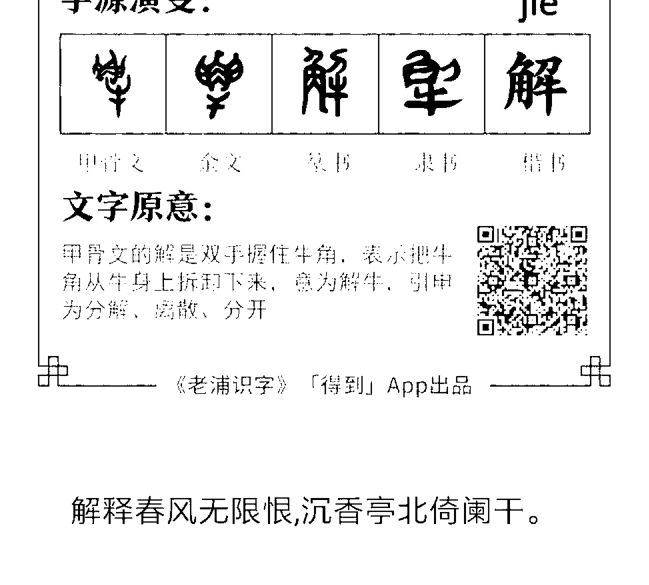 字源演变：
jiě
解
甲骨文 金文 篆书 隶书 楷书
文字原意：
甲骨文的解是双手握住牛角，表示把牛
角从牛身上拆卸下来，意为解牛，引申
为分解、离散、分开
《老浦识字》「得到」App出品
解释春风无限恨,沉香亭北倚阑干。